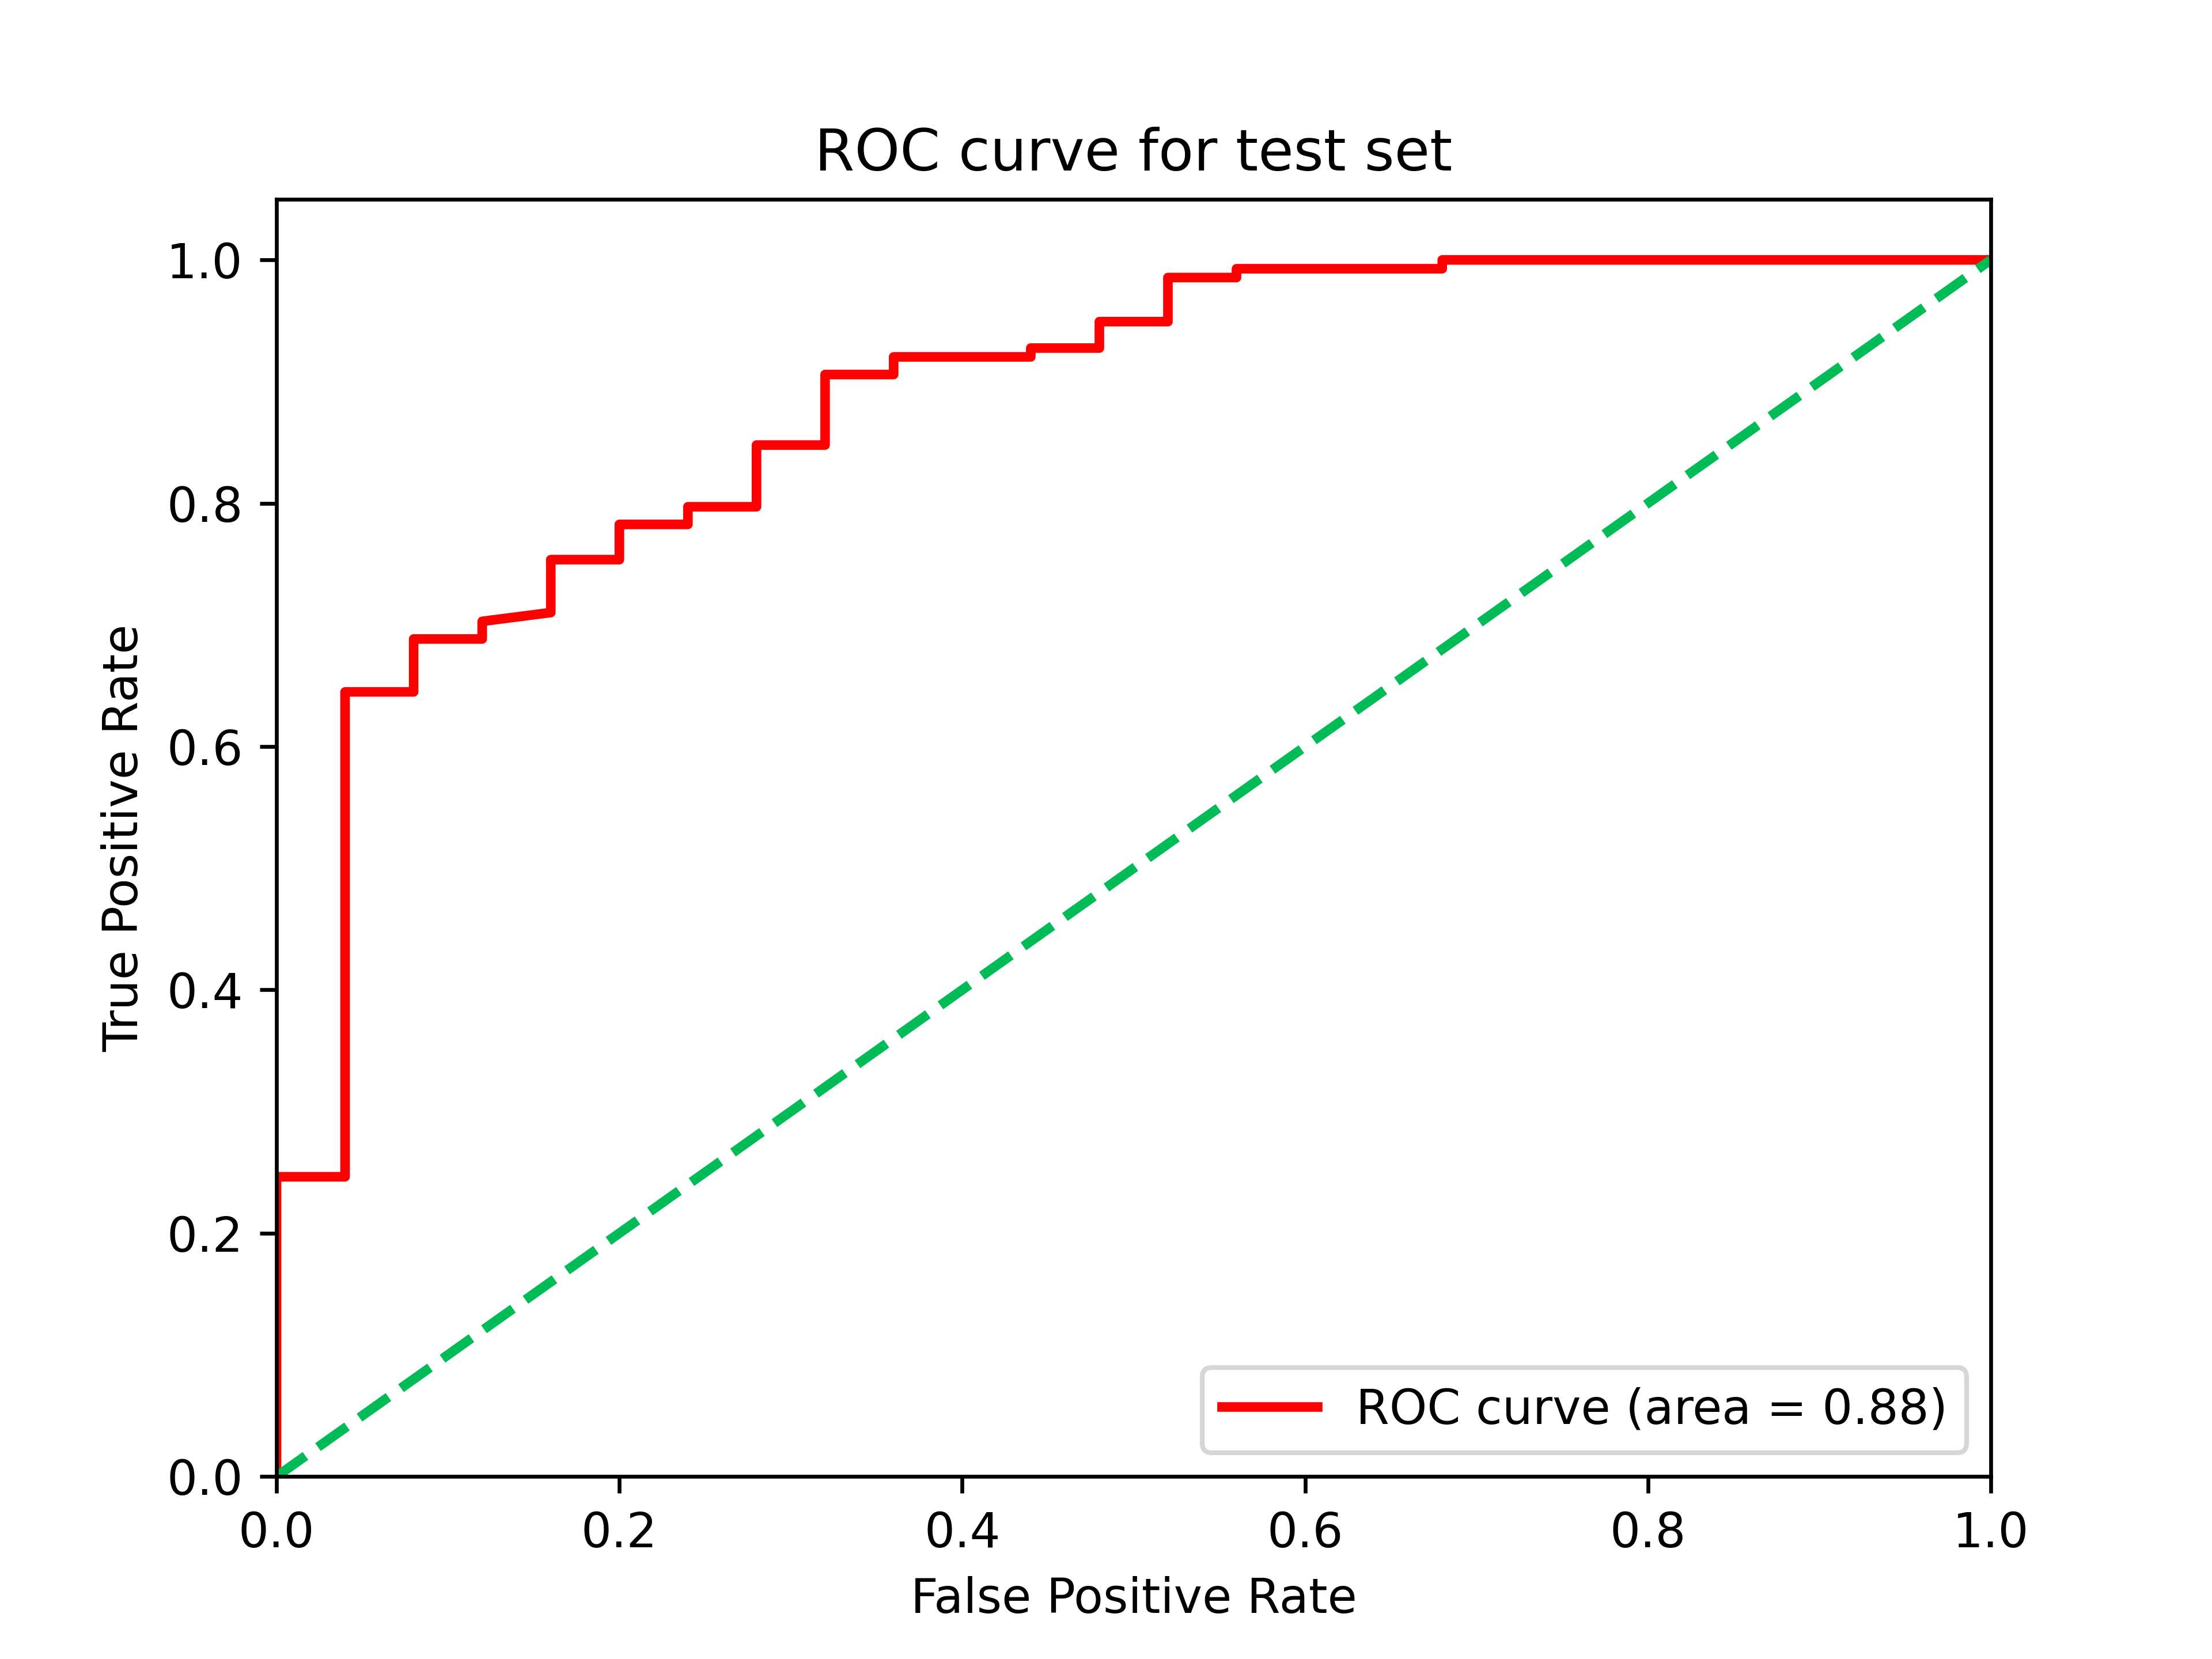 ROC curve for test set
1.0
0.8
0.6
0.4
0.2
0.0
True Positive Rate
ROC curve (area = 0.88)
0.0 0.2 0.4 0.6 0.8 1.0
False Positive Rate